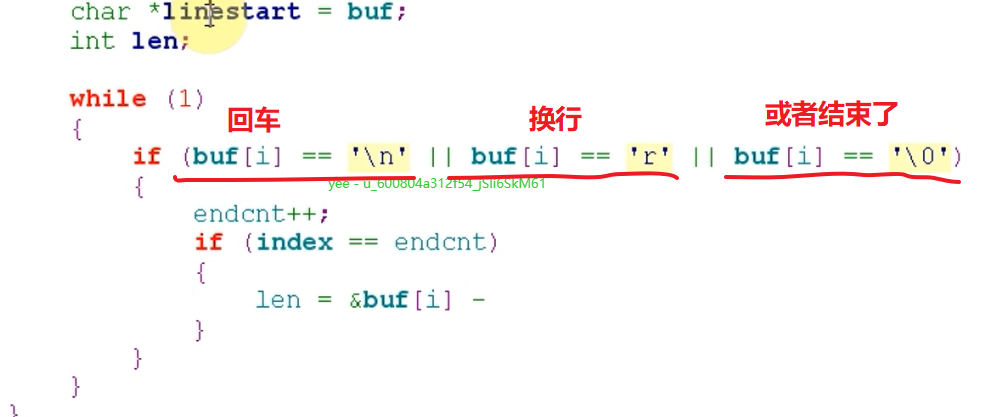 char *linestart = buf;
int len;
while (1)
回车 换行 或者结束了
{
if (buf[i] == '\n' || buf[i] == 'r' || buf[i] == '\0')
yee - u_600804a312f54_jSIi6SkM61
{
endcnt++;
if (index == endcnt)
{
len = &buf[i] -
}
}
}
}